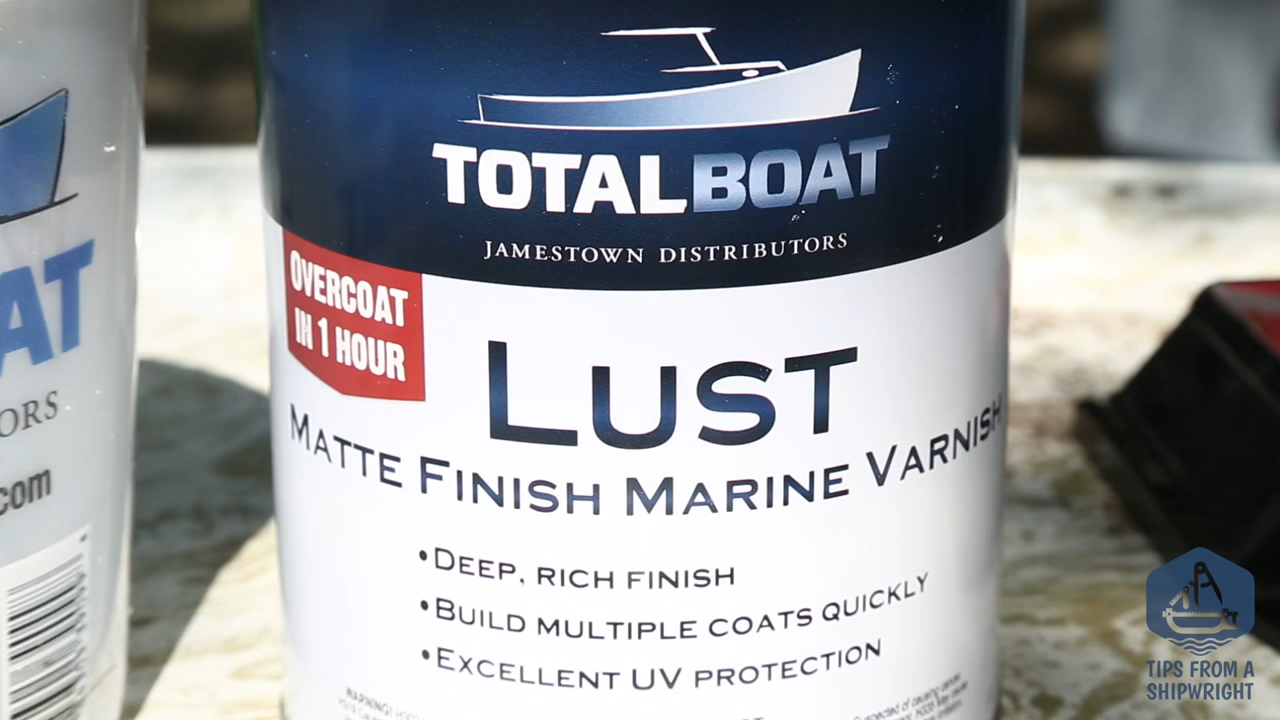 TOTALBOAT
JAMESTOWN DISTRIBUTORS
OVERCOAT
IN 1 HOUR
LUST
MATTE FINISH MARINE VARNISH
•DEEP, RICH FINISH
•BUILD MULTIPLE COATS QUICKLY
•EXCELLENT UV PROTECTION
WARNING!
AT
ORS
com
TIPS FROM A
SHIPWRIGHT